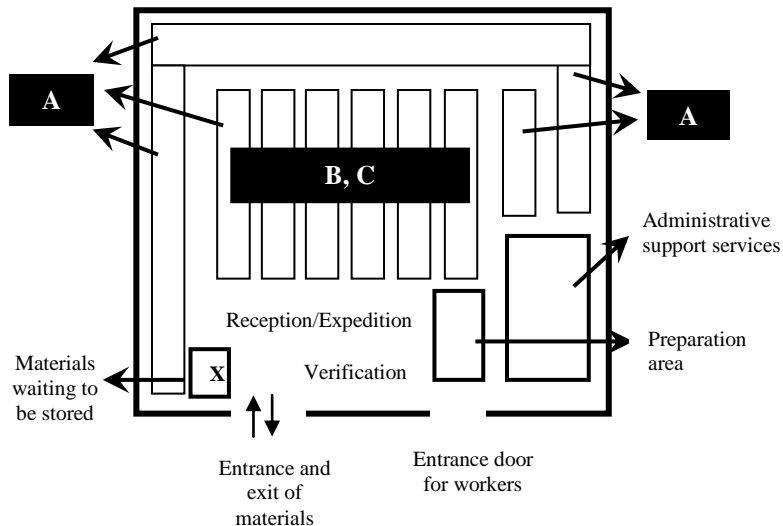 A
A
B, C
Administrative
support services
Reception/Expedition
Preparation
area
Materials
waiting to
be stored
X
Verification
Entrance and
exit of
materials
Entrance door
for workers